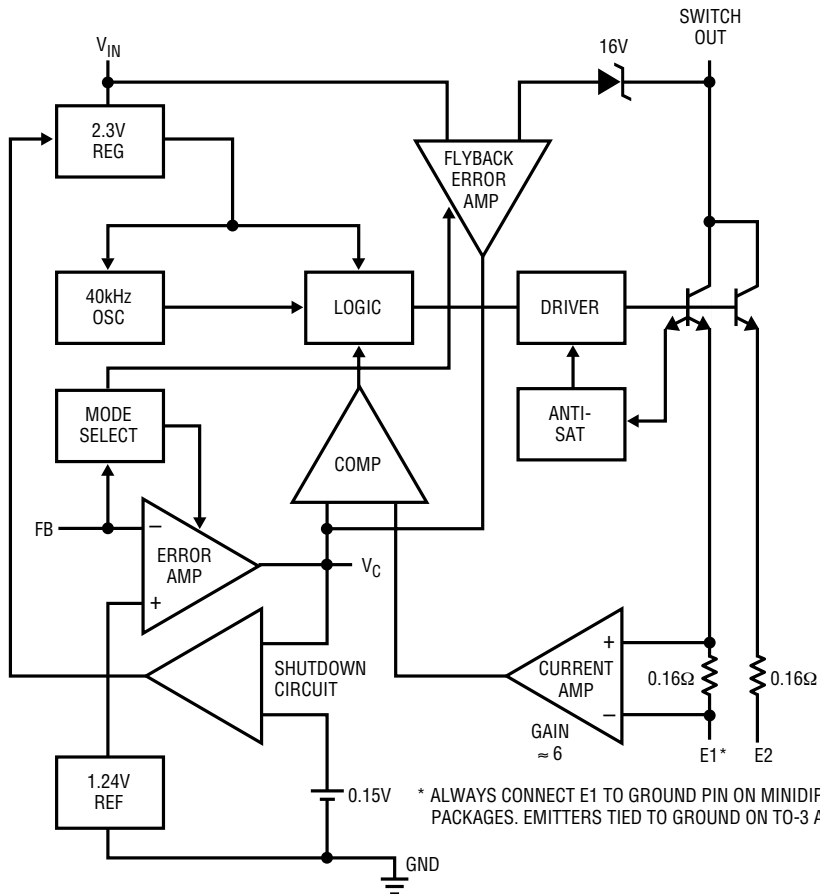 SWITCH
OUT
V_IN
16V
2.3V
REG
FLYBACK
ERROR
AMP
40kHz
OSC
LOGIC
DRIVER
MODE
SELECT
ANTI-
SAT
COMP
FB
−
ERROR
AMP
+
V_C
SHUTDOWN
CIRCUIT
+
CURRENT
AMP
−
GAIN
≈ 6
0.16Ω
0.16Ω
E1*
E2
1.24V
REF
0.15V
* ALWAYS CONNECT E1 TO GROUND PIN ON MINIDIP
PACKAGES. EMITTERS TIED TO GROUND ON TO-3 A
GND